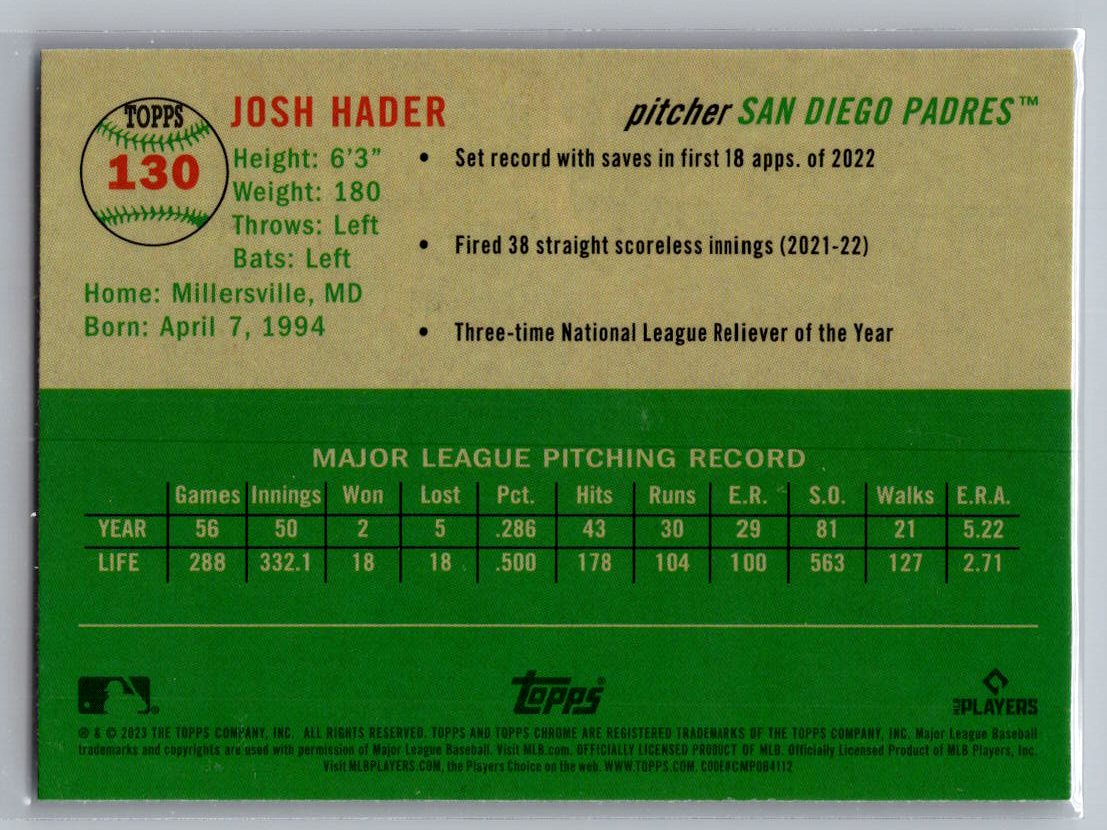 TOPPS
130
JOSH HADER
pitcher SAN DIEGO PADRES™
Height: 6'3"
Weight: 180
Throws: Left
Bats: Left
Home: Millersville, MD
Born: April 7, 1994
• Set record with saves in first 18 apps. of 2022
• Fired 38 straight scoreless innings (2021-22)
• Three-time National League Reliever of the Year
MAJOR LEAGUE PITCHING RECORD
Games Innings Won Lost Pct. Hits Runs E.R. S.O. Walks E.R.A.
YEAR 56 50 2 5 .286 43 30 29 81 21 5.22
LIFE 288 332.1 18 18 .500 178 104 100 563 127 2.71
Topps®
PLAYERS
® & © 2023 THE TOPPS COMPANY, INC. ALL RIGHTS RESERVED. TOPPS AND TOPPS CHROME ARE REGISTERED TRADEMARKS OF THE TOPPS COMPANY, INC. Major League Baseball
trademarks and copyrights are used with permission of Major League Baseball. Visit MLB.com. OFFICIALLY LICENSED PRODUCT OF MLB. Officially Licensed Product of MLB Players, Inc.
Visit MLBPLAYERS.COM, the Players Choice on the web. WWW.TOPPS.COM. CODE#CMP084112